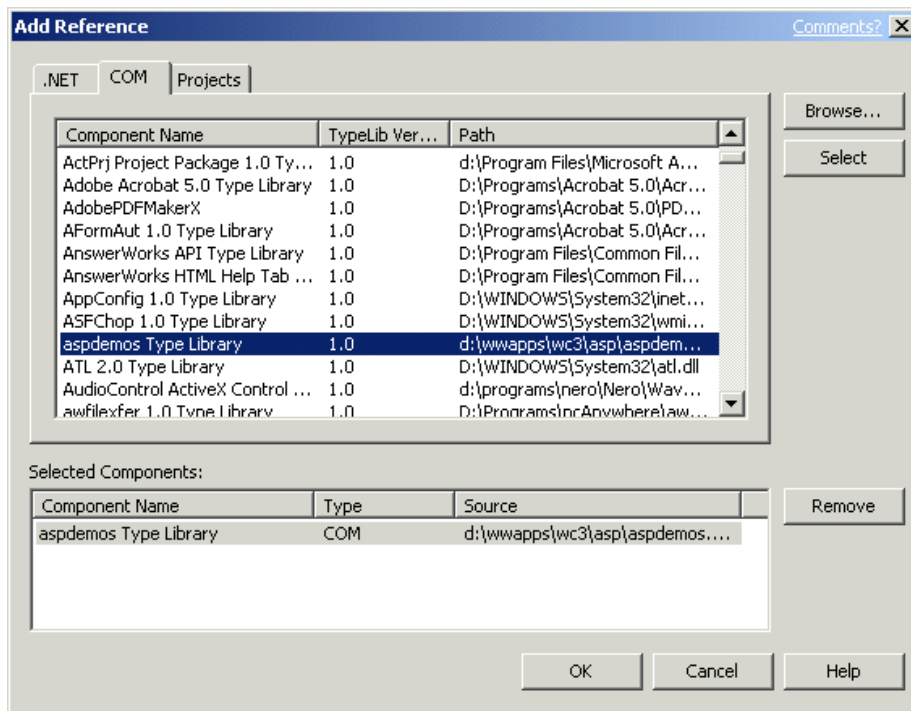 Add Reference Comments?
.NET COM Projects
Browse...
Select
Component Name TypeLib Ver... Path
ActPrj Project Package 1.0 Ty... 1.0 d:\Program Files\Microsoft A...
Adobe Acrobat 5.0 Type Library 1.0 D:\Programs\Acrobat 5.0\Acr...
AdobePDFMakerX 1.0 D:\Programs\Acrobat 5.0\PD...
AFormAut 1.0 Type Library 1.0 D:\Programs\Acrobat 5.0\Acr...
AnswerWorks API Type Library 1.0 D:\Program Files\Common Fil...
AnswerWorks HTML Help Tab ... 1.0 D:\Program Files\Common Fil...
AppConfig 1.0 Type Library 1.0 D:\WINDOWS\System32\inet...
ASFChop 1.0 Type Library 1.0 D:\WINDOWS\System32\wmi...
aspdemos Type Library 1.0 d:\wwapps\wc3\asp\aspdem...
ATL 2.0 Type Library 1.0 D:\WINDOWS\System32\atl.dll
AudioControl ActiveX Control ... 1.0 d:\programs\nero\Nero\Wav...
awfilexfer 1.0 Type Library 1.0 D:\Programs\pcAnywhere\aw...
Selected Components:
Component Name Type Source
aspdemos Type Library COM d:\wwapps\wc3\asp\aspdemos....
Remove
OK Cancel Help